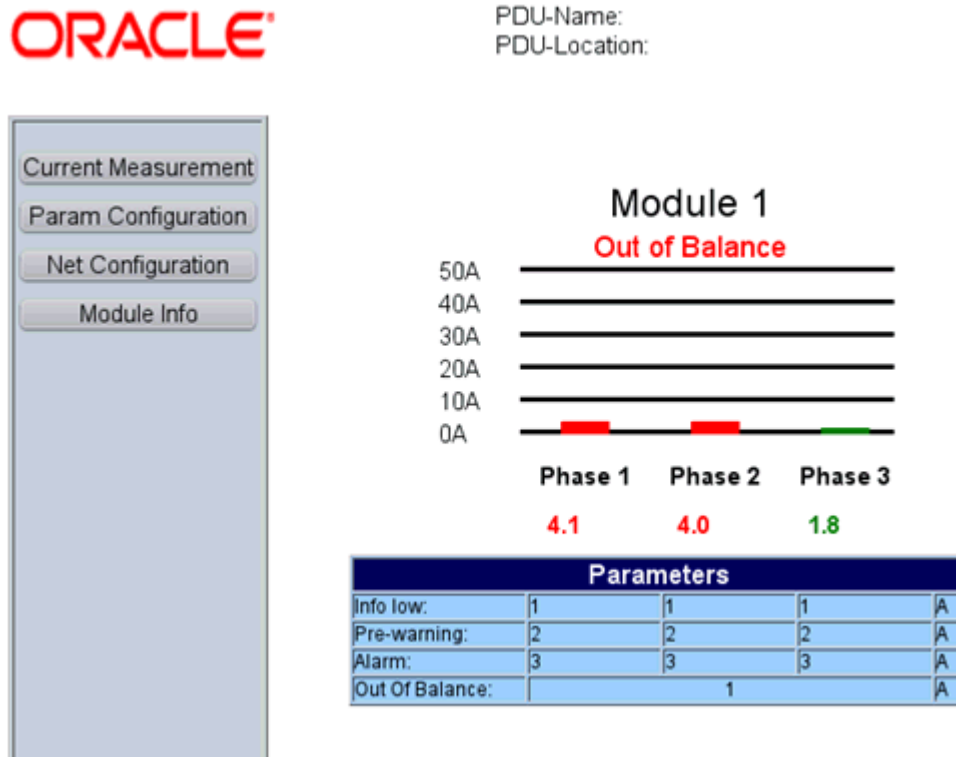 ORACLE
PDU-Name:
PDU-Location:
Current Measurement
Param Configuration
Net Configuration
Module Info
Module 1
Out of Balance
50A
40A
30A
20A
10A
0A
Phase 1 Phase 2 Phase 3
4.1 4.0 1.8
Parameters
Info low: 1 1 1 A
Pre-warning: 2 2 2 A
Alarm: 3 3 3 A
Out Of Balance: 1 A